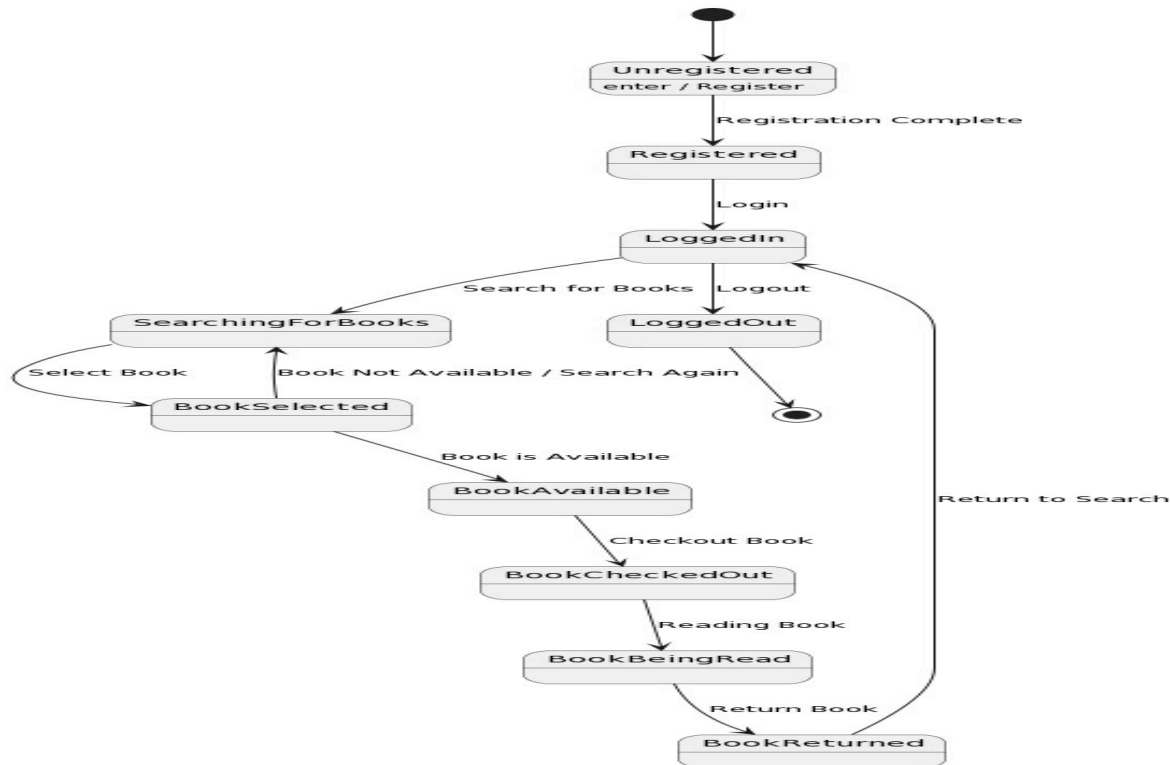 Unregistered
enter / Register
Registration Complete
Registered
Login
LoggedIn
Search for Books
Logout
SearchingForBooks
LoggedOut
Select Book
Book Not Available / Search Again
BookSelected
Book is Available
BookAvailable
Return to Search
Checkout Book
BookCheckedOut
Reading Book
BookBeingRead
Return Book
BookReturned